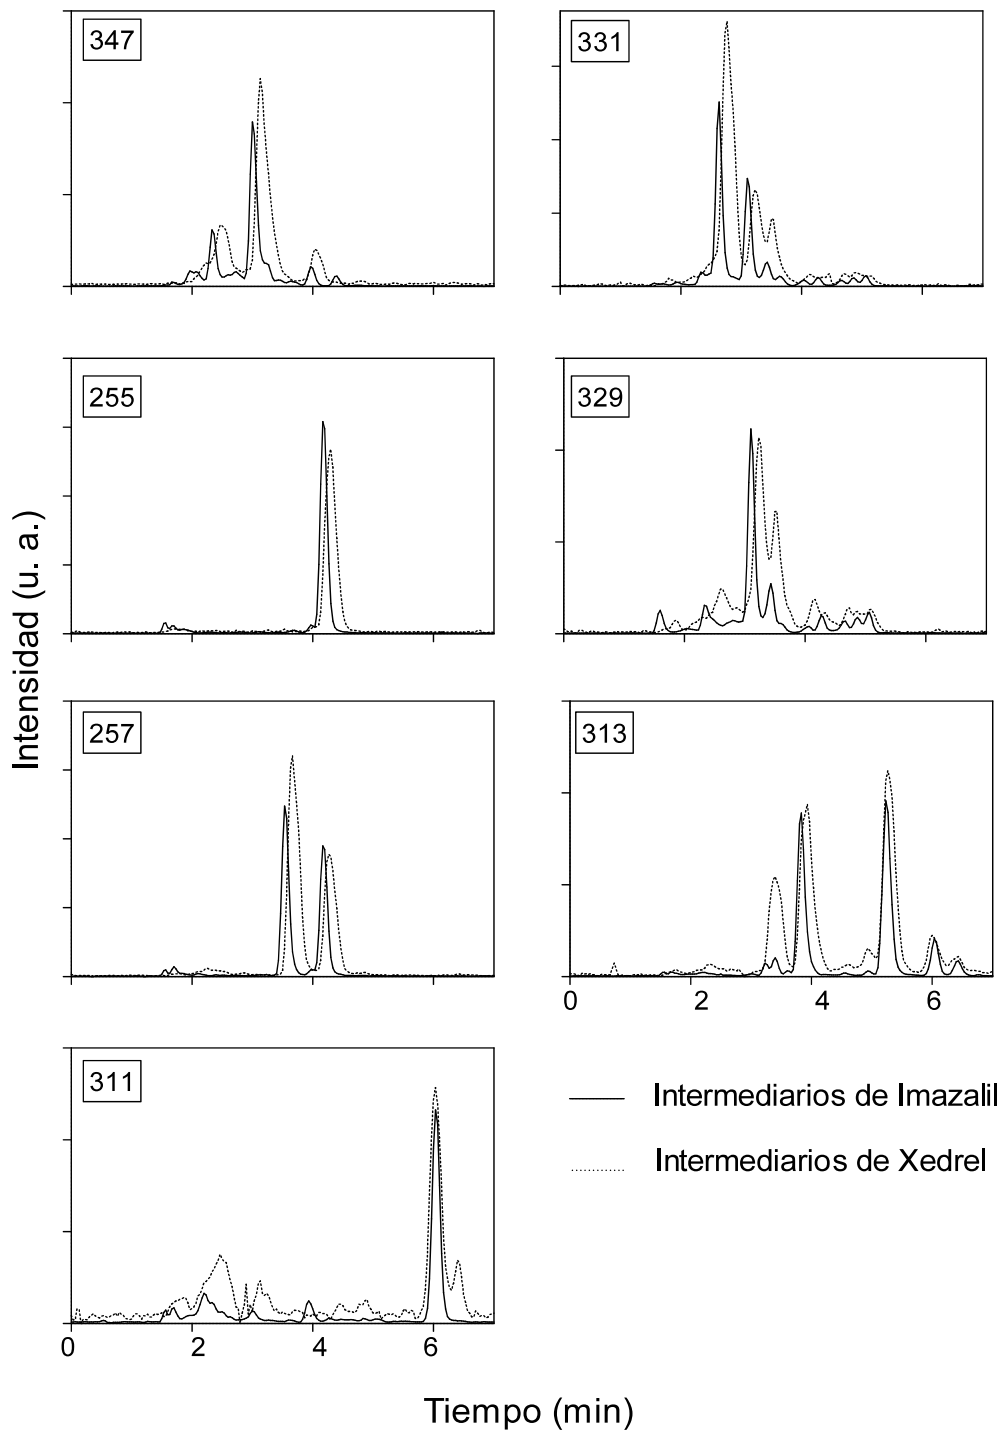 347
331
255
329
257
313
0 2 4 6
311
0 2 4 6
Intermediarios de Imazalil
Intermediarios de Xedrel
Intensidad (u. a.)
Tiempo (min)